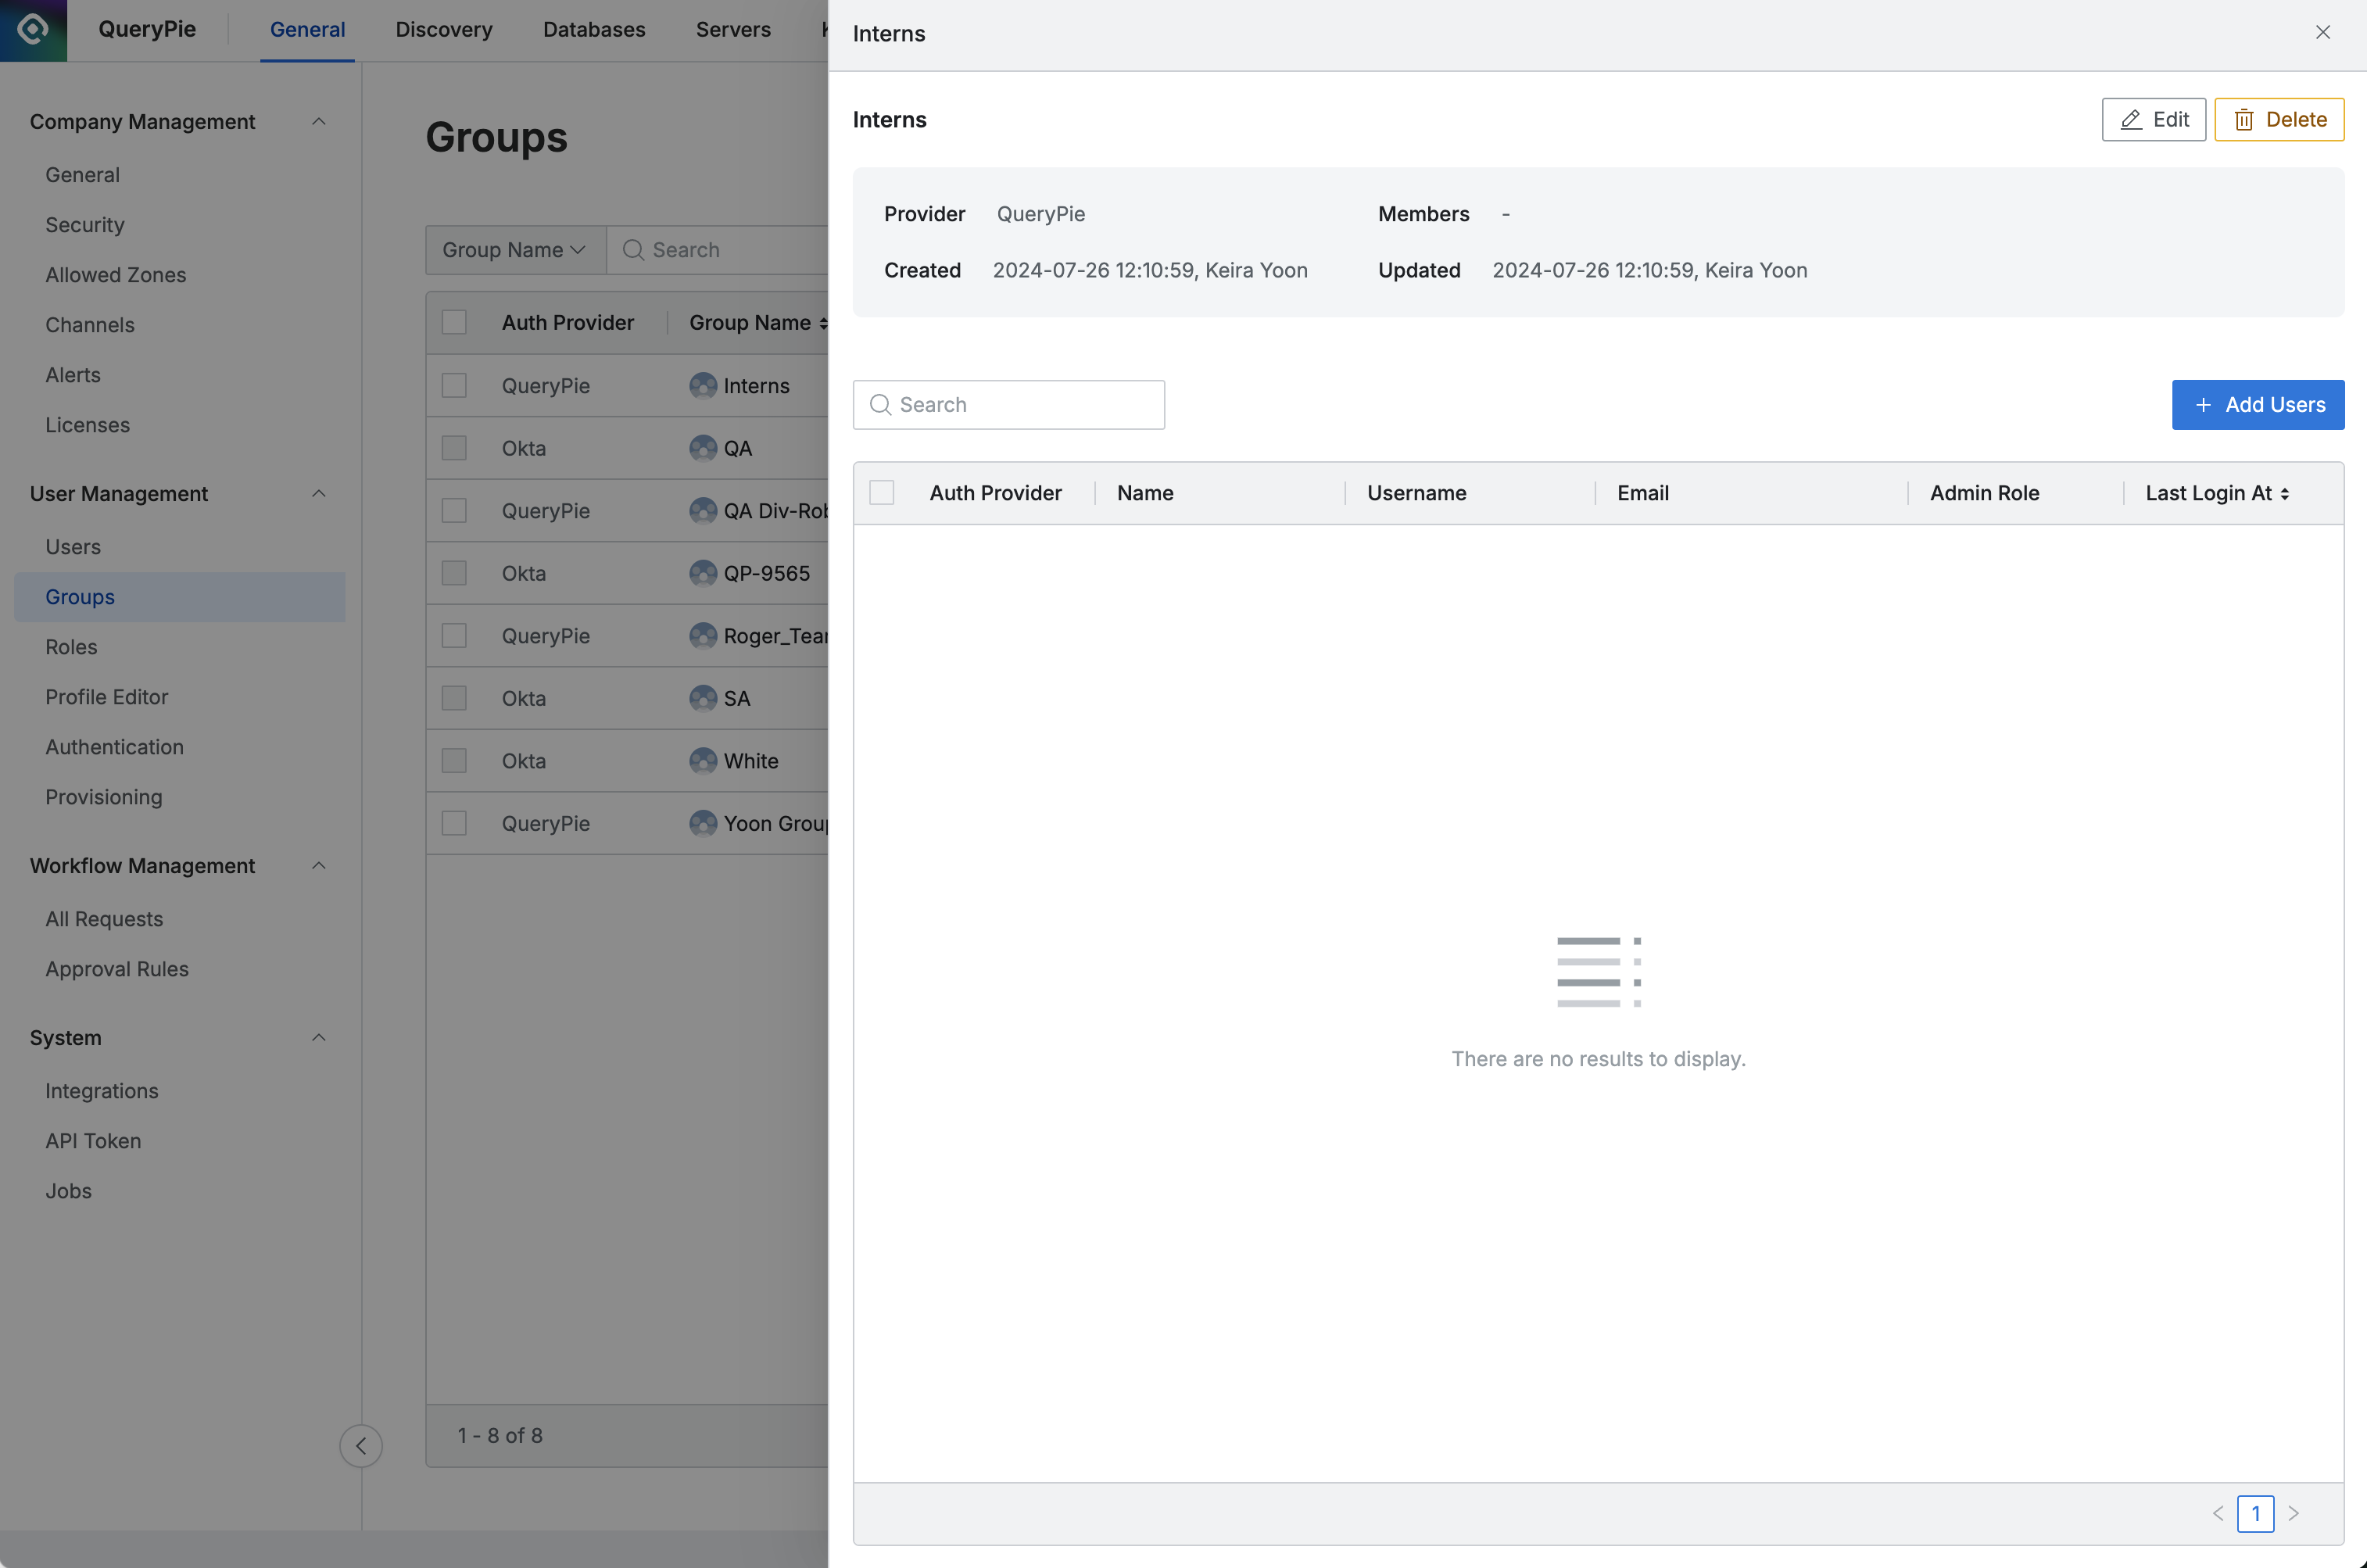 QueryPie
General
Discovery
Databases
Servers
Company Management
General
Security
Allowed Zones
Channels
Alerts
Licenses
User Management
Users
Groups
Roles
Profile Editor
Authentication
Provisioning
Workflow Management
All Requests
Approval Rules
System
Integrations
API Token
Jobs
Groups
Group Name
Search
Auth Provider Group Name
QueryPie Interns
Okta QA
QueryPie QA Div-Rob
Okta QP-9565
QueryPie Roger_Tea
Okta SA
Okta White
QueryPie Yoon Group
1 - 8 of 8
Interns
Interns
Edit
Delete
Provider QueryPie Members -
Created 2024-07-26 12:10:59, Keira Yoon Updated 2024-07-26 12:10:59, Keira Yoon
Search
+ Add Users
Auth Provider Name Username Email Admin Role Last Login At
There are no results to display.
< 1 >